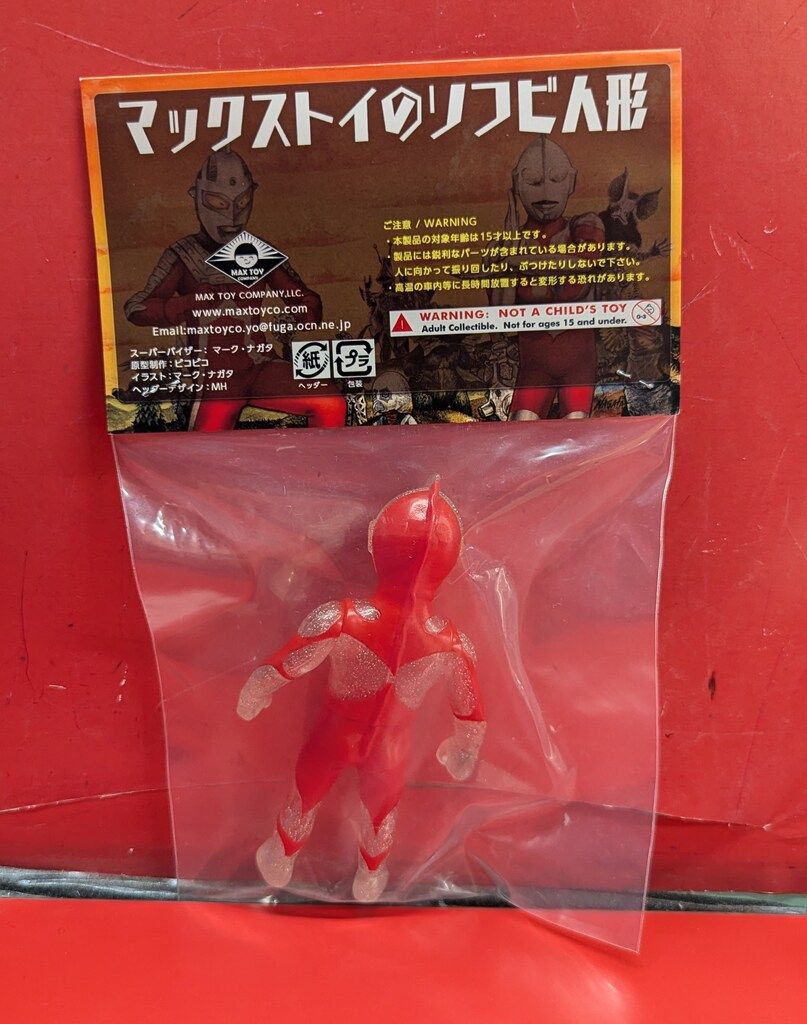 マックストイのソフビ人形
ご注意 / WARNING
・本製品の対象年齢は15才以上です。
・製品には鋭利なパーツが含まれている場合があります。
人に向かって振り回したり、ぶつけたりしないで下さい。
・高温の車内等に長時間放置すると変形する恐れがあります。
MAX TOY
COMPANY
MAX TOY COMPANY,LLC.
www.maxtoyco.com
Email:maxtoyco.yo@fuga.ocn.ne.jp
WARNING: NOT A CHILD'S TOY
Adult Collectible. Not for ages 15 and under.
0-3
スーパーバイザー：マーク・ナガタ
原型制作：ピコピコ
イラスト：マーク・ナガタ
ヘッダーデザイン：MH
紙
ヘッダー
プラ
包装